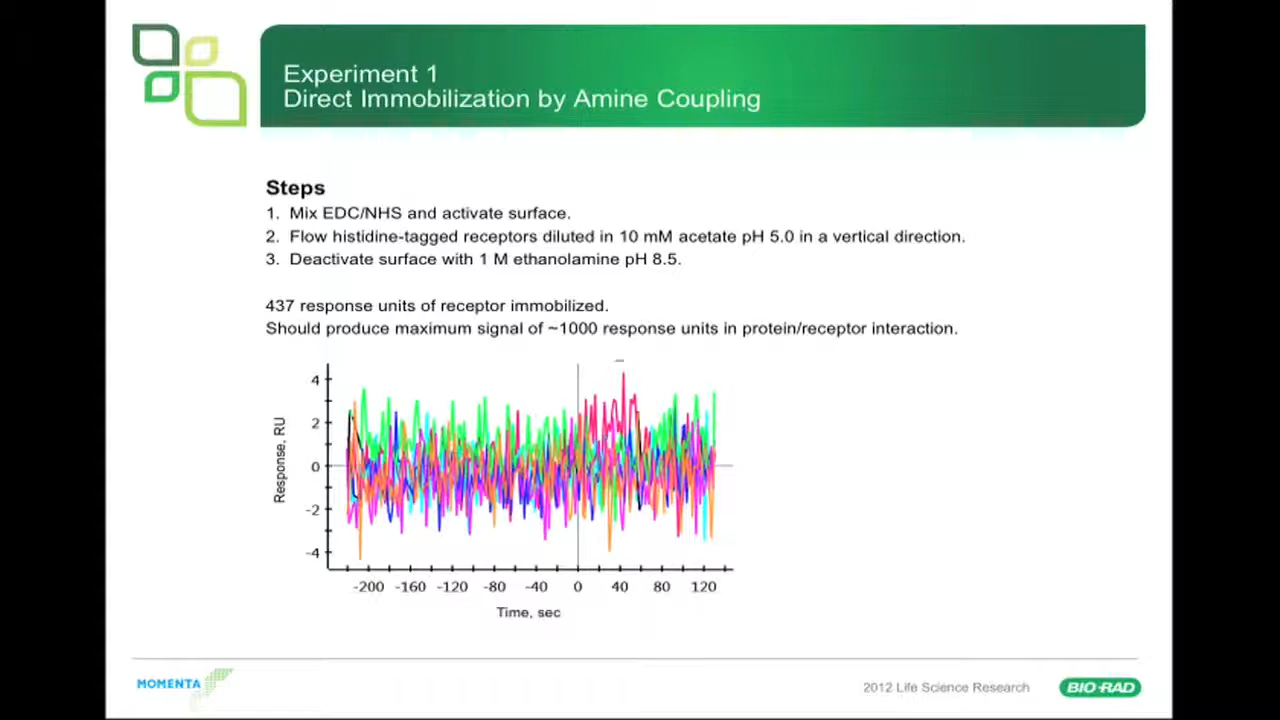 Experiment 1
Direct Immobilization by Amine Coupling
Steps
1. Mix EDC/NHS and activate surface.
2. Flow histidine-tagged receptors diluted in 10 mM acetate pH 5.0 in a vertical direction.
3. Deactivate surface with 1 M ethanolamine pH 8.5.
437 response units of receptor immobilized.
Should produce maximum signal of ~1000 response units in protein/receptor interaction.
Response, RU
4
2
0
-2
-4
-200 -160 -120 -80 -40 0 40 80 120
Time, sec
MOMENTA
2012 Life Science Research
BIO-RAD